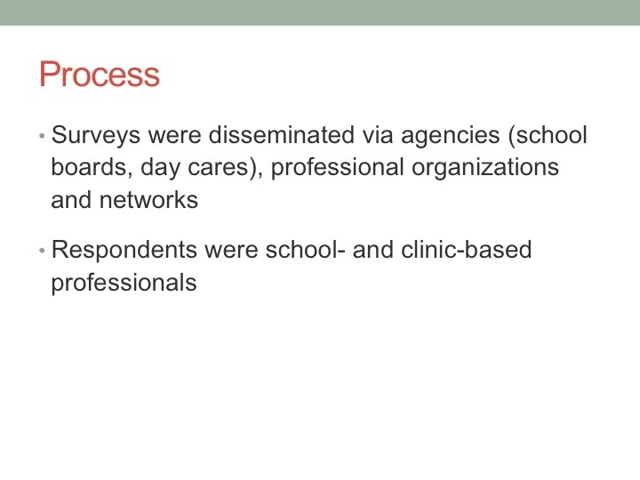 Process
• Surveys were disseminated via agencies (school
boards, day cares), professional organizations
and networks
• Respondents were school- and clinic-based
professionals